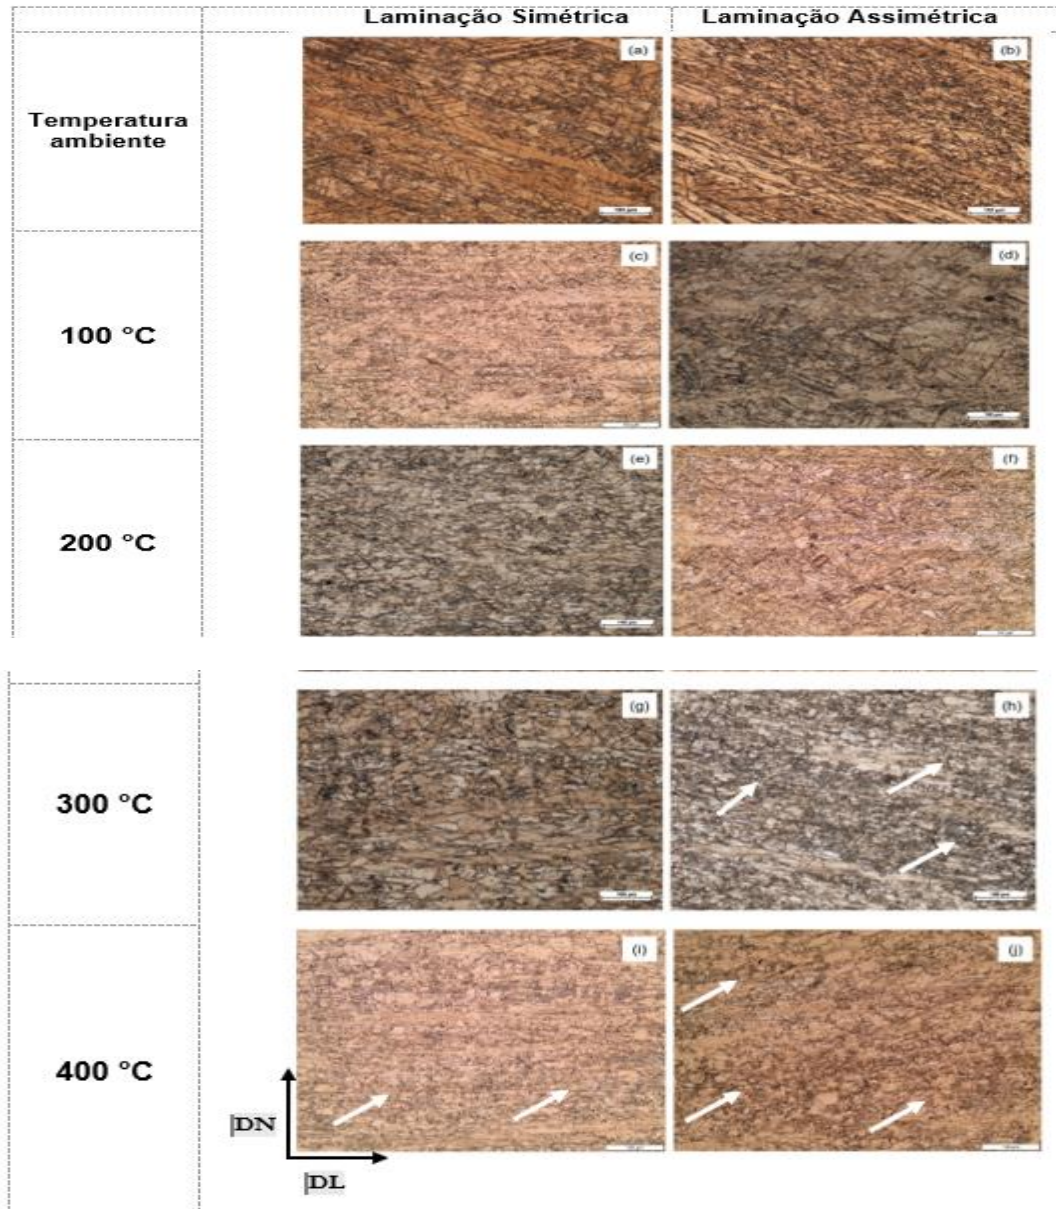 Laminação Simétrica
Laminação Assimétrica
Temperatura
ambiente
(a)
(b)
100 °C
(c)
(d)
200 °C
(e)
(f)
300 °C
(g)
(h)
400 °C
(i)
(j)
DN
DL